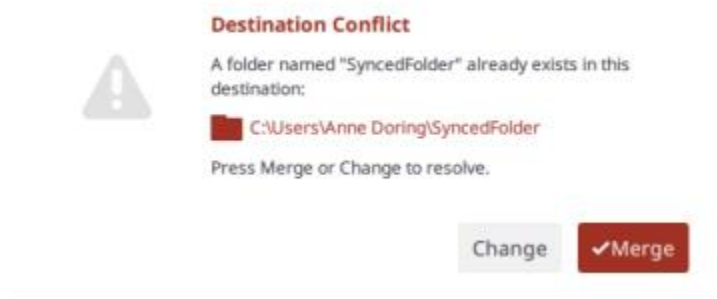 Destination Conflict
A folder named "SyncedFolder" already exists in this
destination:
C:\Users\Anne Doring\SyncedFolder
Press Merge or Change to resolve.
Change
✓Merge